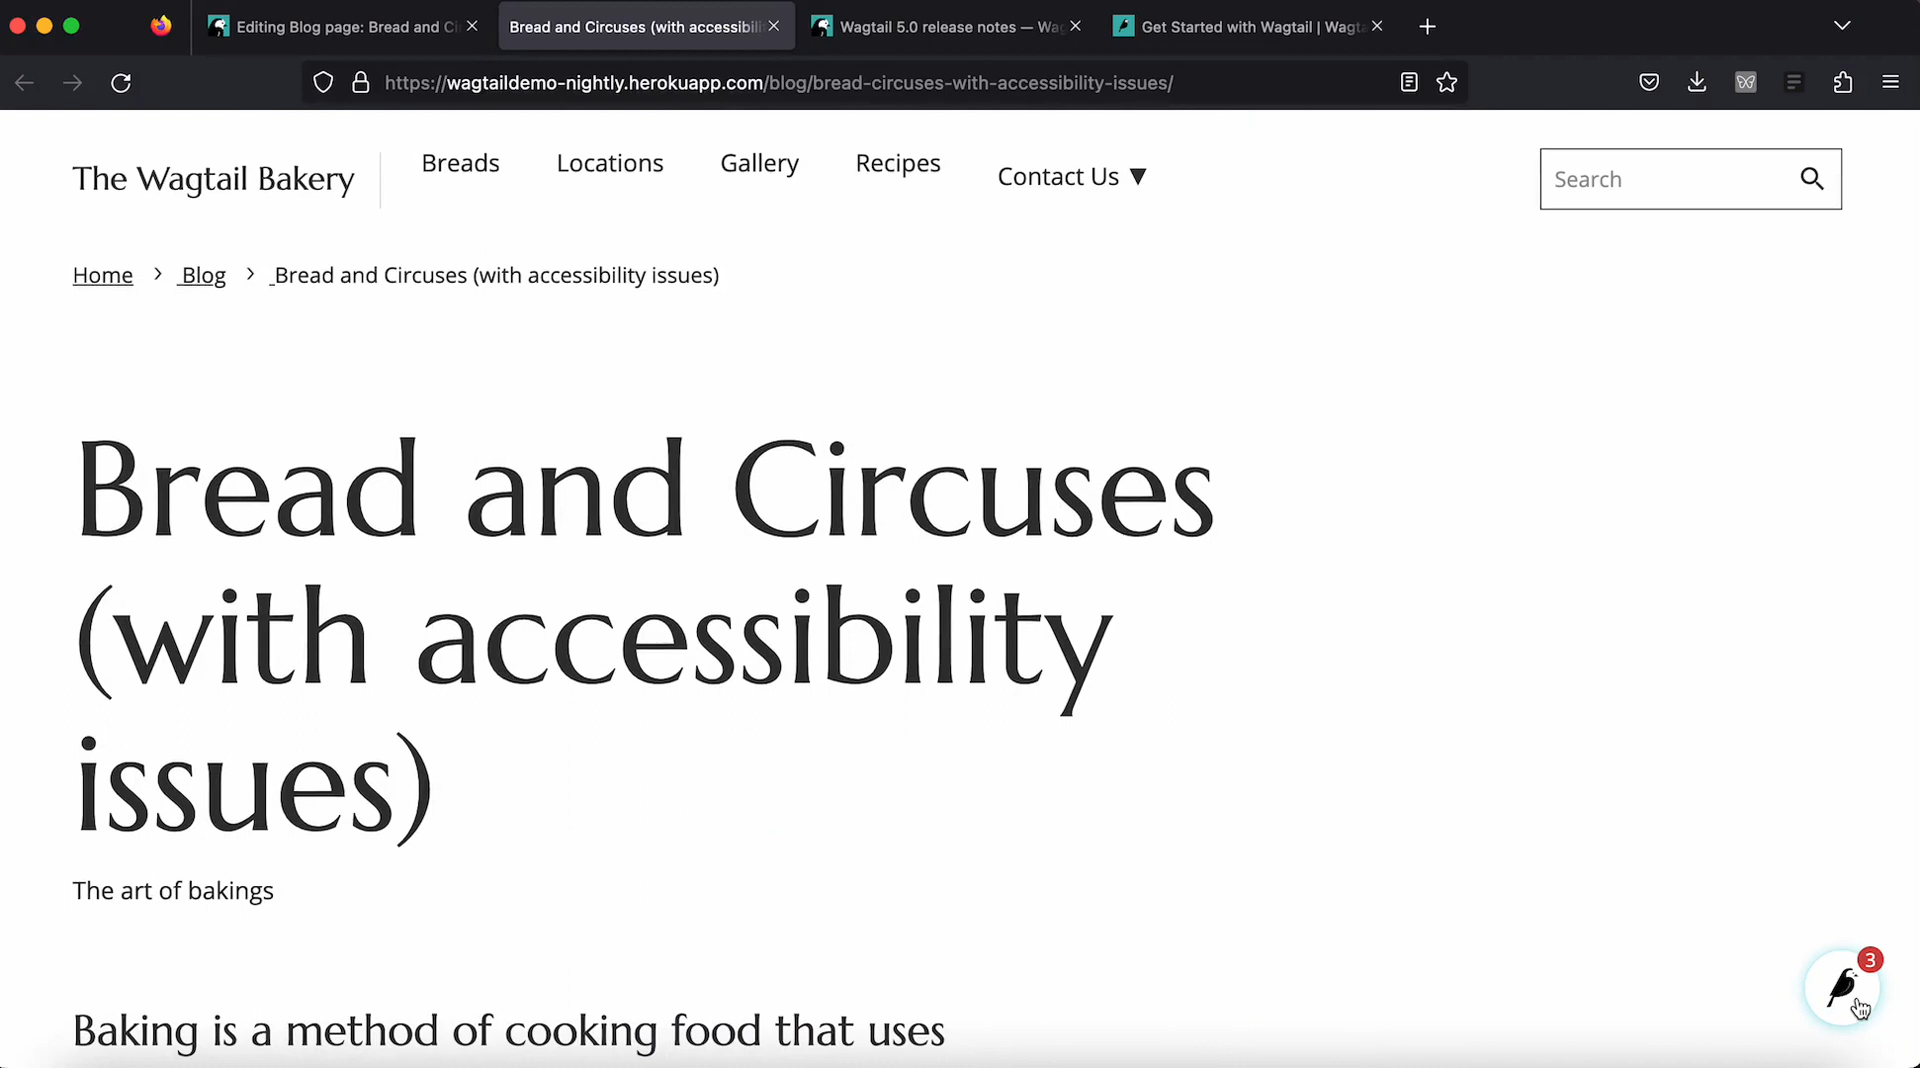 Editing Blog page: Bread and Ci
Bread and Circuses (with accessibili
Wagtail 5.0 release notes — Wag
Get Started with Wagtail | Wagta
https://wagtaildemo-nightly.herokuapp.com/blog/bread-circuses-with-accessibility-issues/
The Wagtail Bakery
Breads
Locations
Gallery
Recipes
Contact Us ▼
Search
Home > Blog > Bread and Circuses (with accessibility issues)
Bread and Circuses
(with accessibility
issues)
The art of bakings
3
Baking is a method of cooking food that uses